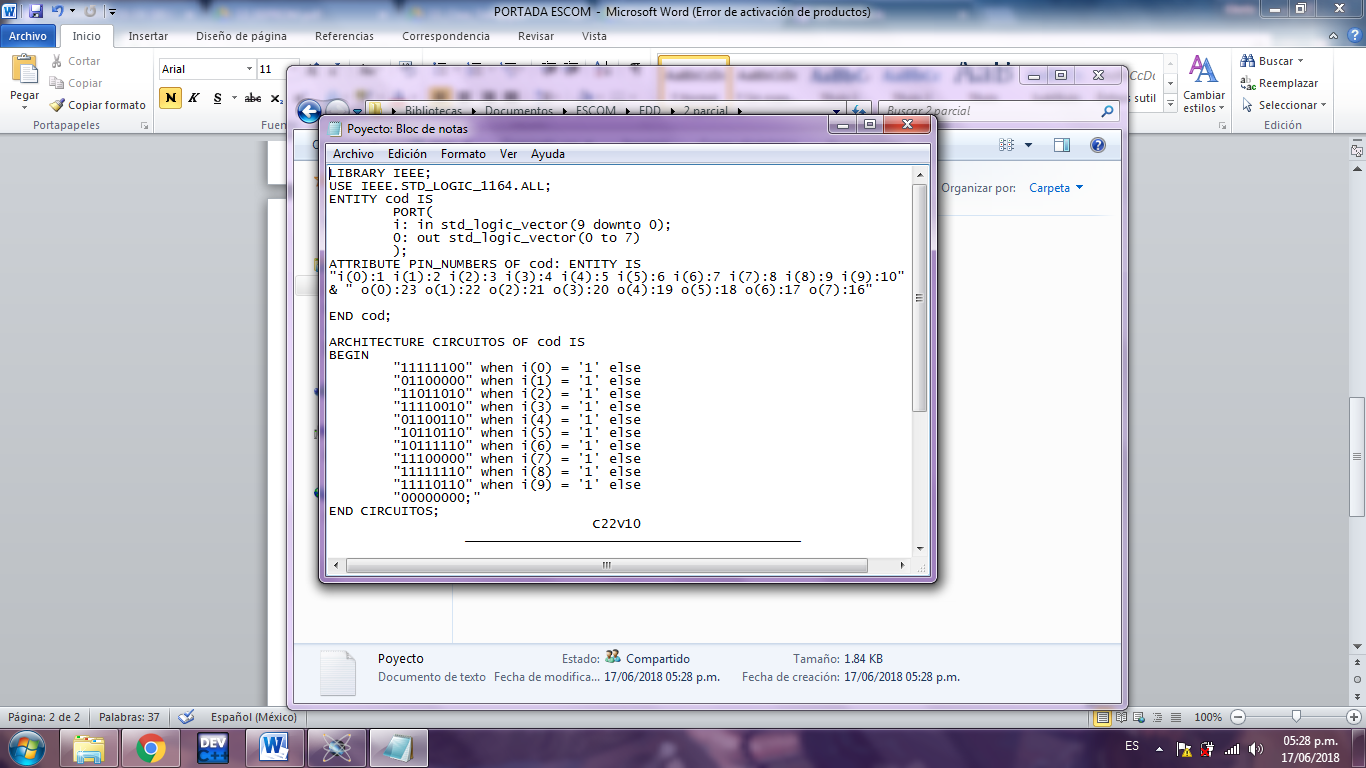 PORTADA ESCOM - Microsoft Word (Error de activación de productos)
Archivo Inicio Insertar Diseño de página Referencias Correspondencia Revisar Vista
Cortar
Copiar
Copiar formato
Pegar
Portapapeles
Arial 11
N K S abc x₂
Fuen
Cambiar estilos
Buscar
Reemplazar
Seleccionar
Edición
Bibliotecas Documentos ESCOM FDD 2 parcial
Buscar 2 parcial
Organizar por: Carpeta
Poyecto: Bloc de notas
Archivo Edición Formato Ver Ayuda
LIBRARY IEEE;
USE IEEE.STD_LOGIC_1164.ALL;
ENTITY cod IS
PORT(
i: in std_logic_vector(9 downto 0);
0: out std_logic_vector(0 to 7)
);
ATTRIBUTE PIN_NUMBERS OF cod: ENTITY IS
"i(0):1 i(1):2 i(2):3 i(3):4 i(4):5 i(5):6 i(6):7 i(7):8 i(8):9 i(9):10"
& " o(0):23 o(1):22 o(2):21 o(3):20 o(4):19 o(5):18 o(6):17 o(7):16"
END cod;
ARCHITECTURE CIRCUITOS OF cod IS
BEGIN
"11111100" when i(0) = '1' else
"01100000" when i(1) = '1' else
"11011010" when i(2) = '1' else
"11110010" when i(3) = '1' else
"01100110" when i(4) = '1' else
"10110110" when i(5) = '1' else
"10111110" when i(6) = '1' else
"11100000" when i(7) = '1' else
"11111110" when i(8) = '1' else
"11110110" when i(9) = '1' else
"00000000;"
END CIRCUITOS;
C22V10
Poyecto Estado: Compartido Tamaño: 1.84 KB
Documento de texto Fecha de modifica... 17/06/2018 05:28 p.m. Fecha de creación: 17/06/2018 05:28 p.m.
Página: 2 de 2 Palabras: 37 Español (México) 100%
DEV C++
ES
05:28 p.m.
17/06/2018